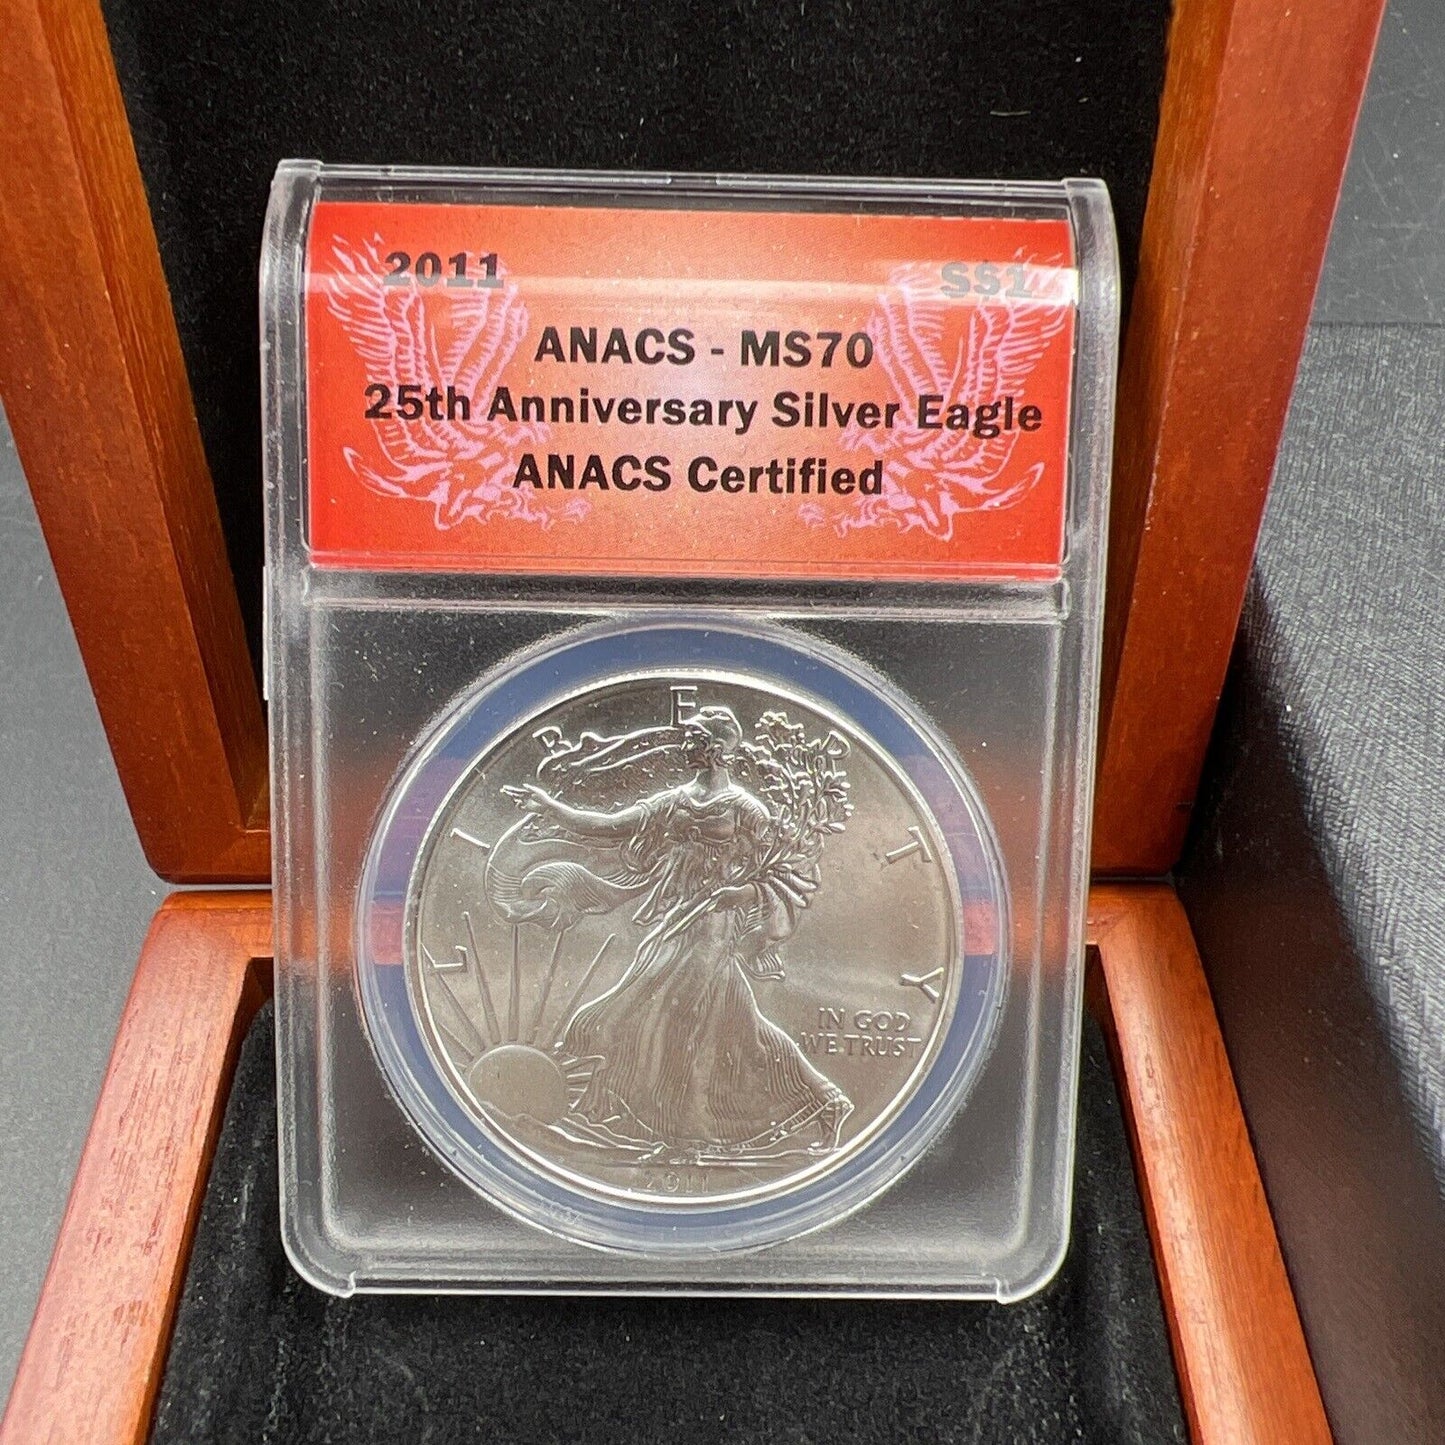 2011 S$1
ANACS - MS70
25th Anniversary Silver Eagle
ANACS Certified
LIBERTY
IN GOD
WE TRUST
2011